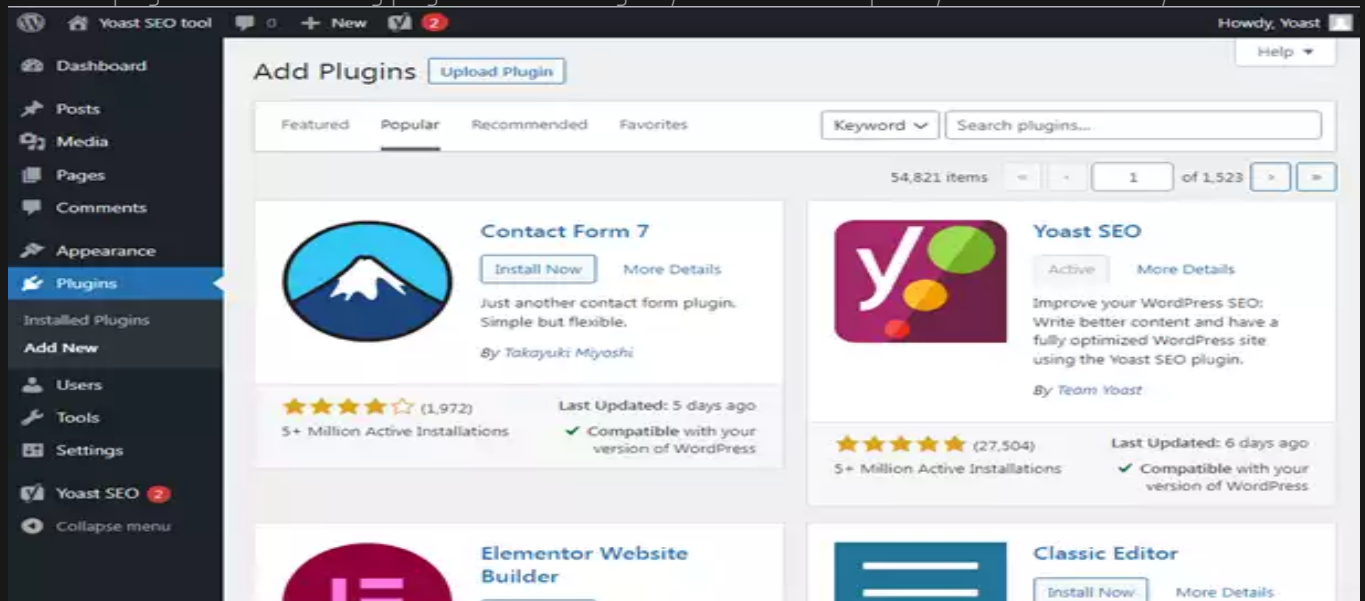 Yoast SEO tool 0 + New 2 Howdy, Yoast
Help
Dashboard
Posts
Media
Pages
Comments
Appearance
Plugins
Installed Plugins
Add New
Users
Tools
Settings
Yoast SEO 2
Collapse menu
Add Plugins Upload Plugin
Featured Popular Recommended Favorites Keyword Search plugins...
54,821 items « ‹ 1 of 1,523 › »
Contact Form 7
Install Now More Details
Just another contact form plugin.
Simple but flexible.
By Takayuki Miyoshi
(1,972) Last Updated: 5 days ago
5+ Million Active Installations Compatible with your
version of WordPress
y
Yoast SEO
Active More Details
Improve your WordPress SEO:
Write better content and have a
fully optimized WordPress site
using the Yoast SEO plugin.
By Team Yoast
(27,504) Last Updated: 6 days ago
5+ Million Active Installations Compatible with your
version of WordPress
Elementor Website
Builder
Classic Editor
Install Now More Details